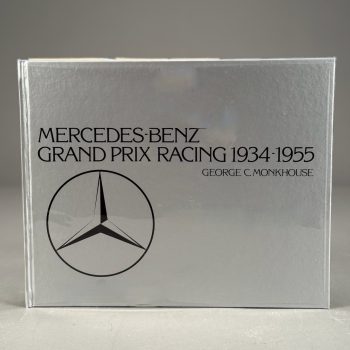 MERCEDES-BENZ
GRAND PRIX RACING 1934-1955
GEORGE C. MONKHOUSE